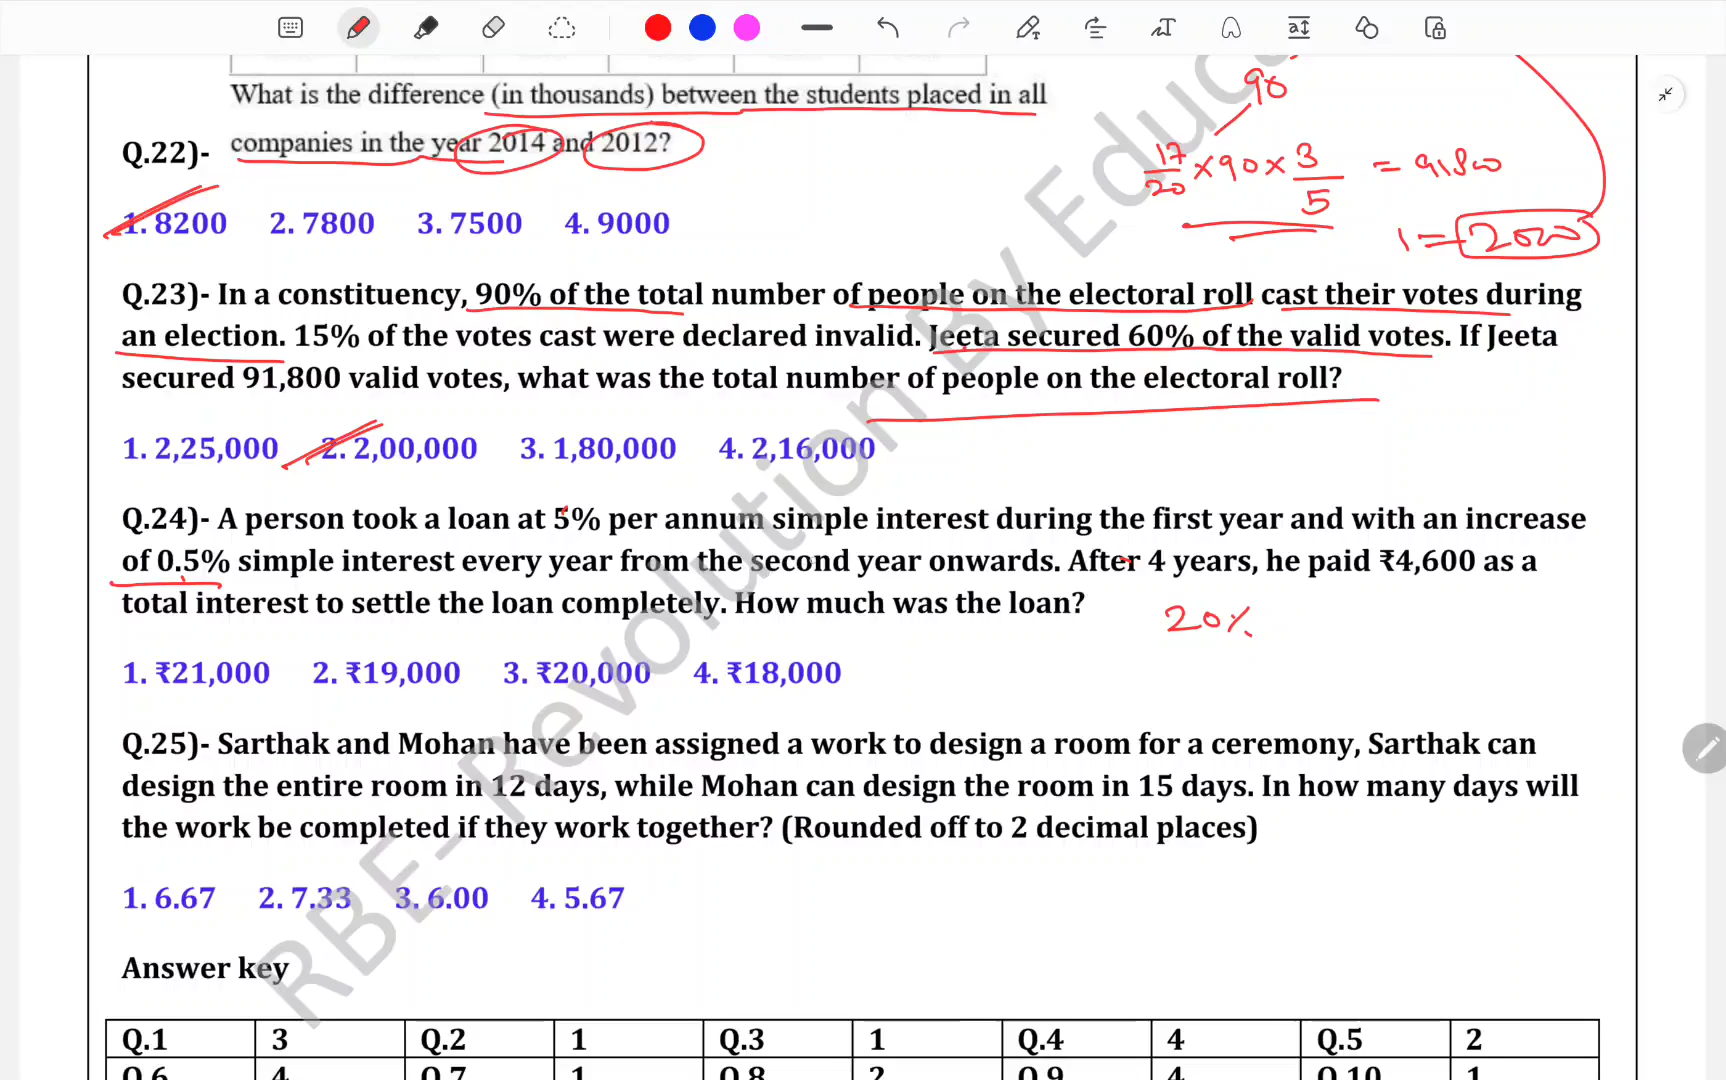 What is the difference (in thousands) between the students placed in all
Q.22)- companies in the year 2014 and 2012?
1. 8200 2. 7800 3. 7500 4. 9000
90
17/20 × 90 × 3/5 = 91800
1 = 2000
Q.23)- In a constituency, 90% of the total number of people on the electoral roll cast their votes during
an election. 15% of the votes cast were declared invalid. Jeeta secured 60% of the valid votes. If Jeeta
secured 91,800 valid votes, what was the total number of people on the electoral roll?
1. 2,25,000 2. 2,00,000 3. 1,80,000 4. 2,16,000
Q.24)- A person took a loan at 5% per annum simple interest during the first year and with an increase
of 0.5% simple interest every year from the second year onwards. After 4 years, he paid ₹4,600 as a
total interest to settle the loan completely. How much was the loan?
20%
1. ₹21,000 2. ₹19,000 3. ₹20,000 4. ₹18,000
Q.25)- Sarthak and Mohan have been assigned a work to design a room for a ceremony, Sarthak can
design the entire room in 12 days, while Mohan can design the room in 15 days. In how many days will
the work be completed if they work together? (Rounded off to 2 decimal places)
1. 6.67 2. 7.33 3. 6.00 4. 5.67
Answer key
Q.1 3 Q.2 1 Q.3 1 Q.4 4 Q.5 2
Q.6 4 Q.7 1 Q.8 2 Q.9 4 Q.10 1
RBE- Revolution By Educ